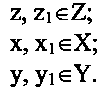 z, z₁∈Z;
x, x₁∈X;
y, y₁∈Y.